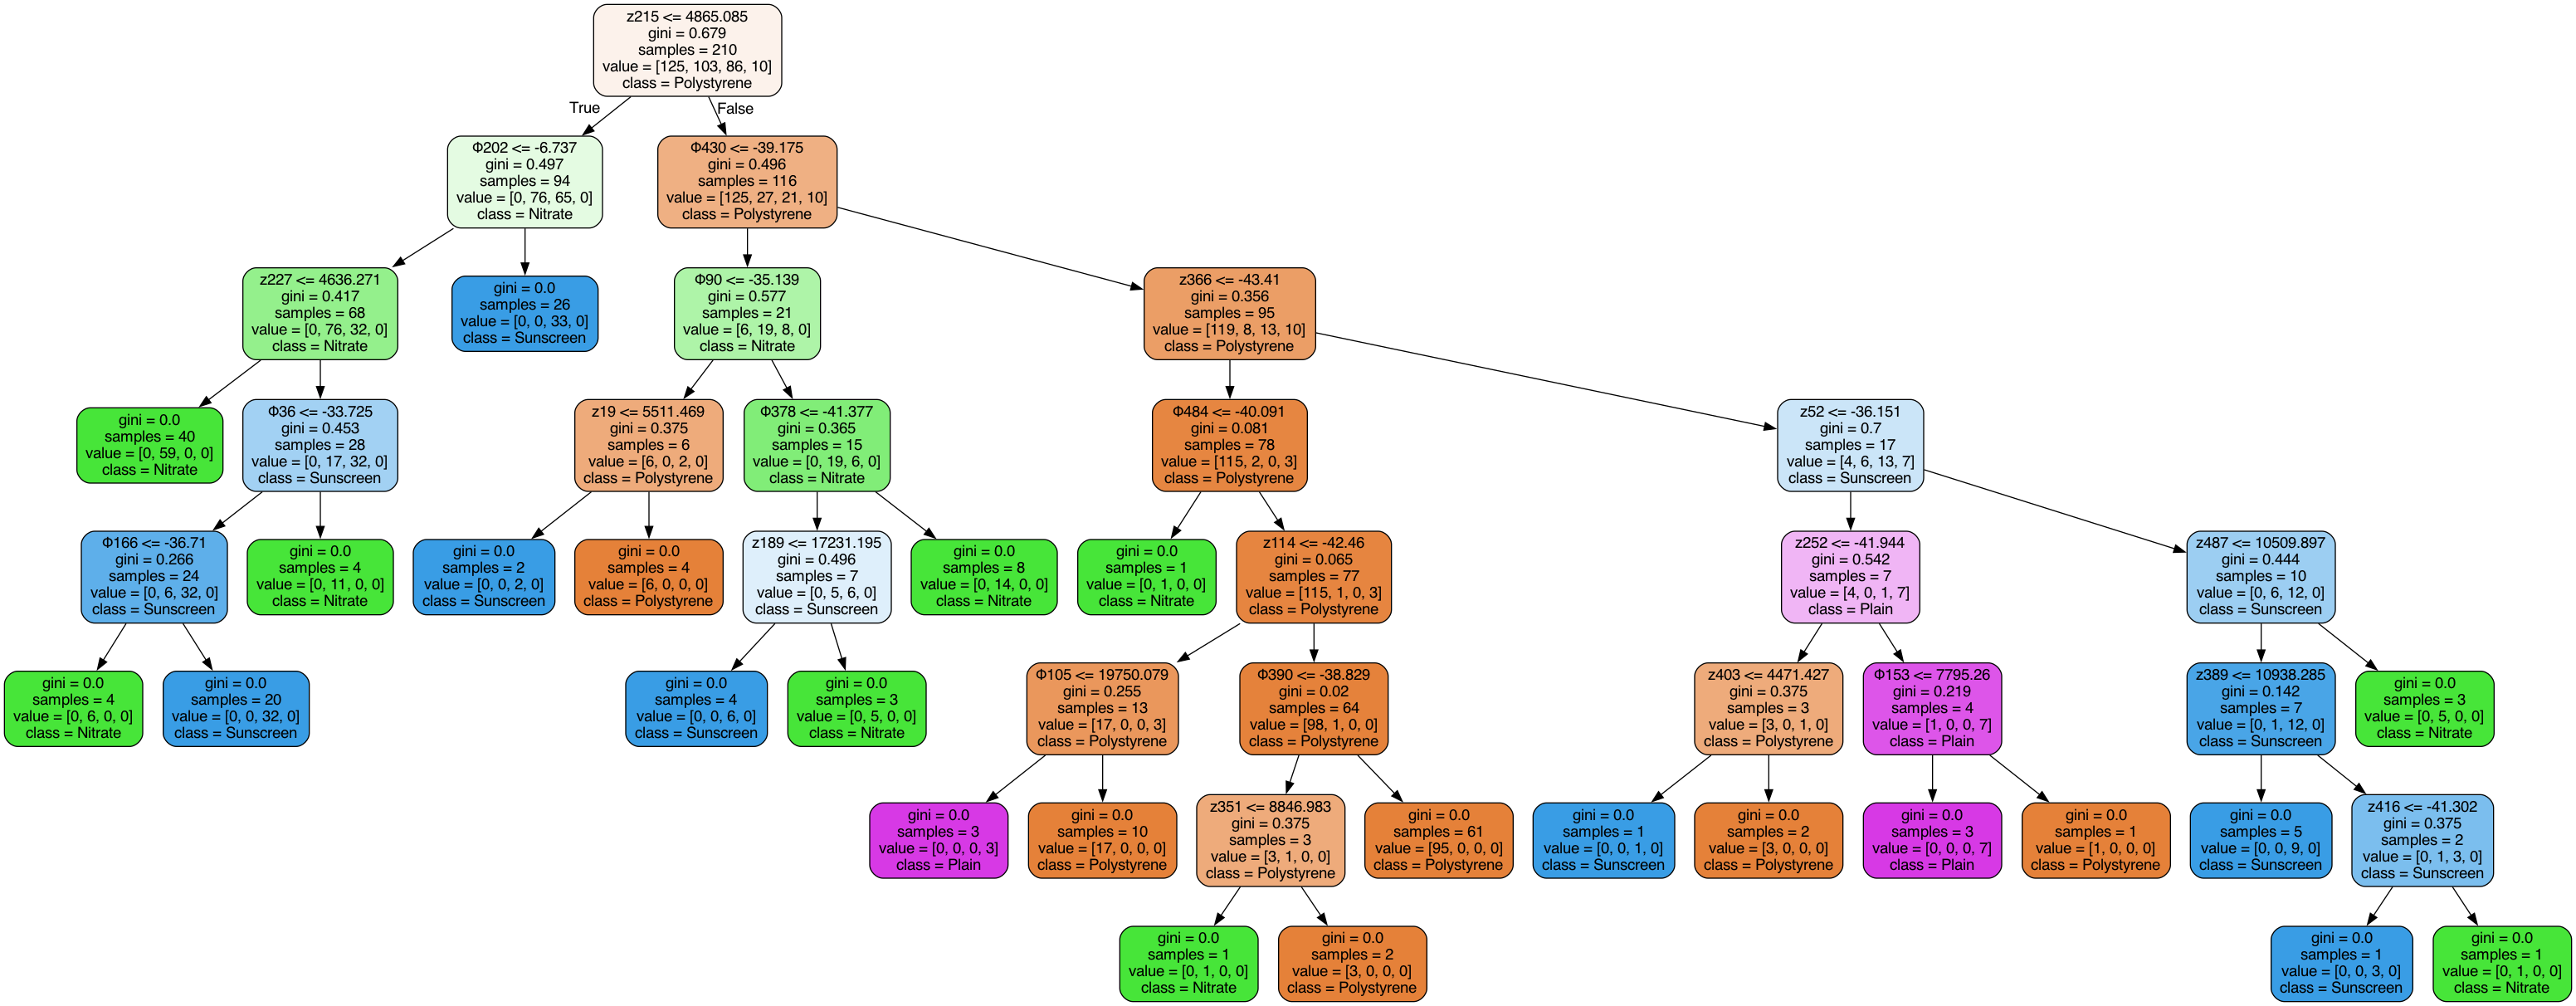 z215 <= 4865.085
gini = 0.679
samples = 210
value = [125, 103, 86, 10]
class = Polystyrene
True
False
Φ202 <= -6.737
gini = 0.497
samples = 94
value = [0, 76, 65, 0]
class = Nitrate
Φ430 <= -39.175
gini = 0.496
samples = 116
value = [125, 27, 21, 10]
class = Polystyrene
z227 <= 4636.271
gini = 0.417
samples = 68
value = [0, 76, 32, 0]
class = Nitrate
gini = 0.0
samples = 26
value = [0, 0, 33, 0]
class = Sunscreen
Φ90 <= -35.139
gini = 0.577
samples = 21
value = [6, 19, 8, 0]
class = Nitrate
z366 <= -43.41
gini = 0.356
samples = 95
value = [119, 8, 13, 10]
class = Polystyrene
gini = 0.0
samples = 40
value = [0, 59, 0, 0]
class = Nitrate
Φ36 <= -33.725
gini = 0.453
samples = 28
value = [0, 17, 32, 0]
class = Sunscreen
z19 <= 5511.469
gini = 0.375
samples = 6
value = [6, 0, 2, 0]
class = Polystyrene
Φ378 <= -41.377
gini = 0.365
samples = 15
value = [0, 19, 6, 0]
class = Nitrate
Φ484 <= -40.091
gini = 0.081
samples = 78
value = [115, 2, 0, 3]
class = Polystyrene
z52 <= -36.151
gini = 0.7
samples = 17
value = [4, 6, 13, 7]
class = Sunscreen
Φ166 <= -36.71
gini = 0.266
samples = 24
value = [0, 6, 32, 0]
class = Sunscreen
gini = 0.0
samples = 4
value = [0, 11, 0, 0]
class = Nitrate
gini = 0.0
samples = 2
value = [0, 0, 2, 0]
class = Sunscreen
gini = 0.0
samples = 4
value = [6, 0, 0, 0]
class = Polystyrene
z189 <= 17231.195
gini = 0.496
samples = 7
value = [0, 5, 6, 0]
class = Sunscreen
gini = 0.0
samples = 8
value = [0, 14, 0, 0]
class = Nitrate
gini = 0.0
samples = 1
value = [0, 1, 0, 0]
class = Nitrate
z114 <= -42.46
gini = 0.065
samples = 77
value = [115, 1, 0, 3]
class = Polystyrene
z252 <= -41.944
gini = 0.542
samples = 7
value = [4, 0, 1, 7]
class = Plain
z487 <= 10509.897
gini = 0.444
samples = 10
value = [0, 6, 12, 0]
class = Sunscreen
gini = 0.0
samples = 4
value = [0, 6, 0, 0]
class = Nitrate
gini = 0.0
samples = 20
value = [0, 0, 32, 0]
class = Sunscreen
gini = 0.0
samples = 4
value = [0, 0, 6, 0]
class = Sunscreen
gini = 0.0
samples = 3
value = [0, 5, 0, 0]
class = Nitrate
Φ105 <= 19750.079
gini = 0.255
samples = 13
value = [17, 0, 0, 3]
class = Polystyrene
Φ390 <= -38.829
gini = 0.02
samples = 64
value = [98, 1, 0, 0]
class = Polystyrene
z403 <= 4471.427
gini = 0.375
samples = 3
value = [3, 0, 1, 0]
class = Polystyrene
Φ153 <= 7795.26
gini = 0.219
samples = 4
value = [1, 0, 0, 7]
class = Plain
z389 <= 10938.285
gini = 0.142
samples = 7
value = [0, 1, 12, 0]
class = Sunscreen
gini = 0.0
samples = 3
value = [0, 5, 0, 0]
class = Nitrate
gini = 0.0
samples = 3
value = [0, 0, 0, 3]
class = Plain
gini = 0.0
samples = 10
value = [17, 0, 0, 0]
class = Polystyrene
z351 <= 8846.983
gini = 0.375
samples = 3
value = [3, 1, 0, 0]
class = Polystyrene
gini = 0.0
samples = 61
value = [95, 0, 0, 0]
class = Polystyrene
gini = 0.0
samples = 1
value = [0, 0, 1, 0]
class = Sunscreen
gini = 0.0
samples = 2
value = [3, 0, 0, 0]
class = Polystyrene
gini = 0.0
samples = 3
value = [0, 0, 0, 7]
class = Plain
gini = 0.0
samples = 1
value = [1, 0, 0, 0]
class = Polystyrene
gini = 0.0
samples = 5
value = [0, 0, 9, 0]
class = Sunscreen
z416 <= -41.302
gini = 0.375
samples = 2
value = [0, 1, 3, 0]
class = Sunscreen
gini = 0.0
samples = 1
value = [0, 1, 0, 0]
class = Nitrate
gini = 0.0
samples = 2
value = [3, 0, 0, 0]
class = Polystyrene
gini = 0.0
samples = 1
value = [0, 0, 3, 0]
class = Sunscreen
gini = 0.0
samples = 1
value = [0, 1, 0, 0]
class = Nitrate